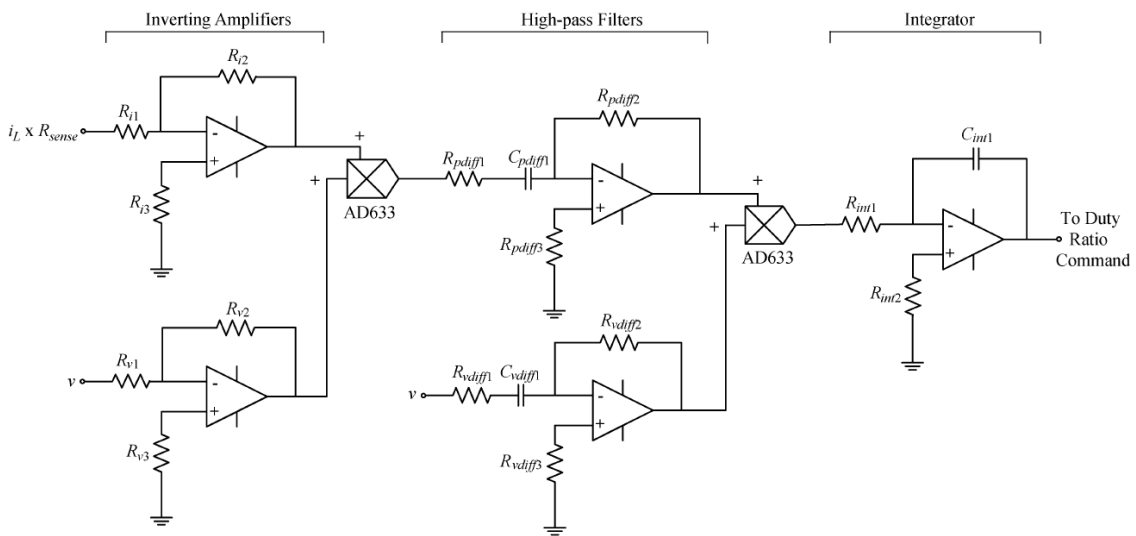 Inverting Amplifiers
High-pass Filters
Integrator
R_i2
R_i1
i_L x R_sense
-
+
R_i3
+
+
AD633
R_pdiff2
R_pdiff1
C_pdiff1
-
+
R_pdiff3
+
+
AD633
C_int1
R_int1
-
+
R_int2
To Duty
Ratio
Command
R_v2
R_v1
v
-
+
R_v3
R_vdiff2
R_vdiff1
C_vdiff1
v
-
+
R_vdiff3